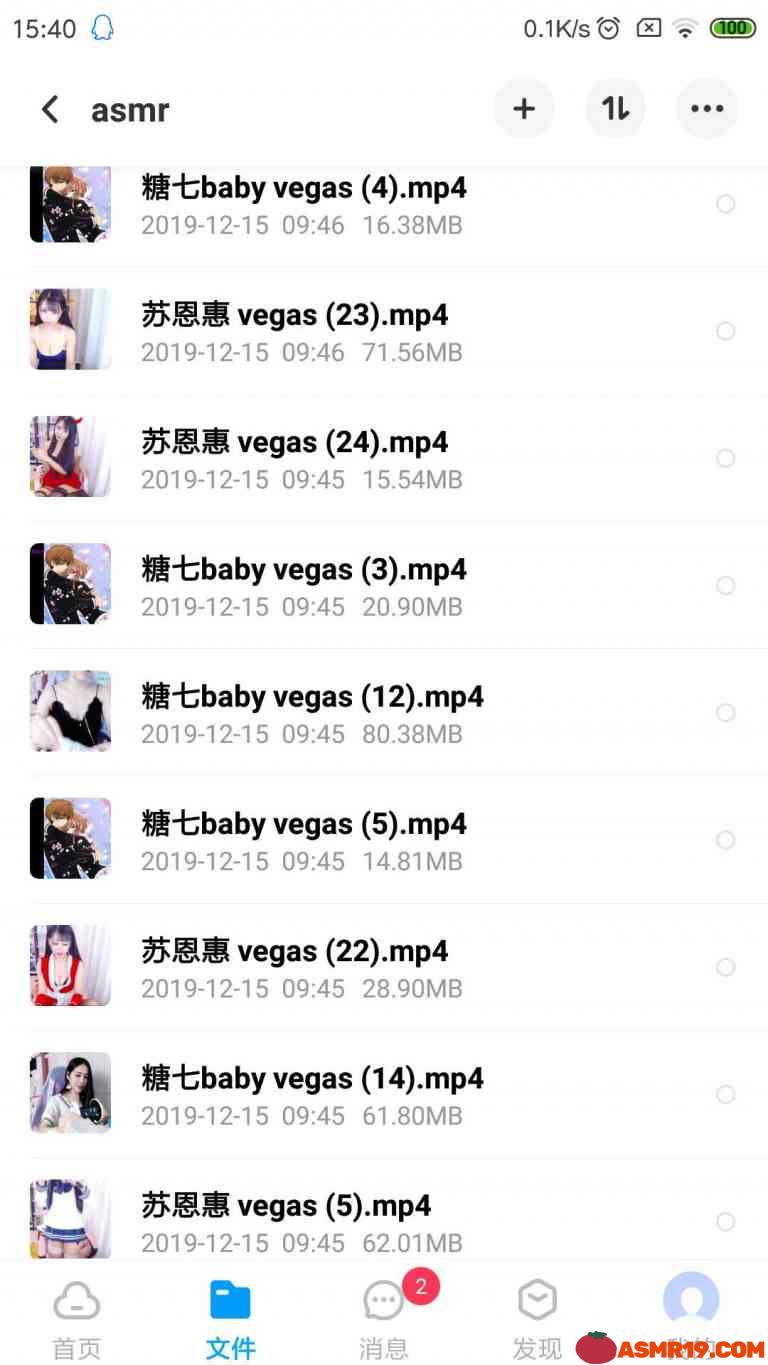 15:40 0.1K/s 100
asmr
糖七baby vegas (4).mp4
2019-12-15 09:46 16.38MB
苏恩惠 vegas (23).mp4
2019-12-15 09:46 71.56MB
苏恩惠 vegas (24).mp4
2019-12-15 09:45 15.54MB
糖七baby vegas (3).mp4
2019-12-15 09:45 20.90MB
糖七baby vegas (12).mp4
2019-12-15 09:45 80.38MB
糖七baby vegas (5).mp4
2019-12-15 09:45 14.81MB
苏恩惠 vegas (22).mp4
2019-12-15 09:45 28.90MB
糖七baby vegas (14).mp4
2019-12-15 09:45 61.80MB
苏恩惠 vegas (5).mp4
2019-12-15 09:45 62.01MB
2
首页 文件 消息 发现
ASMR19.COM